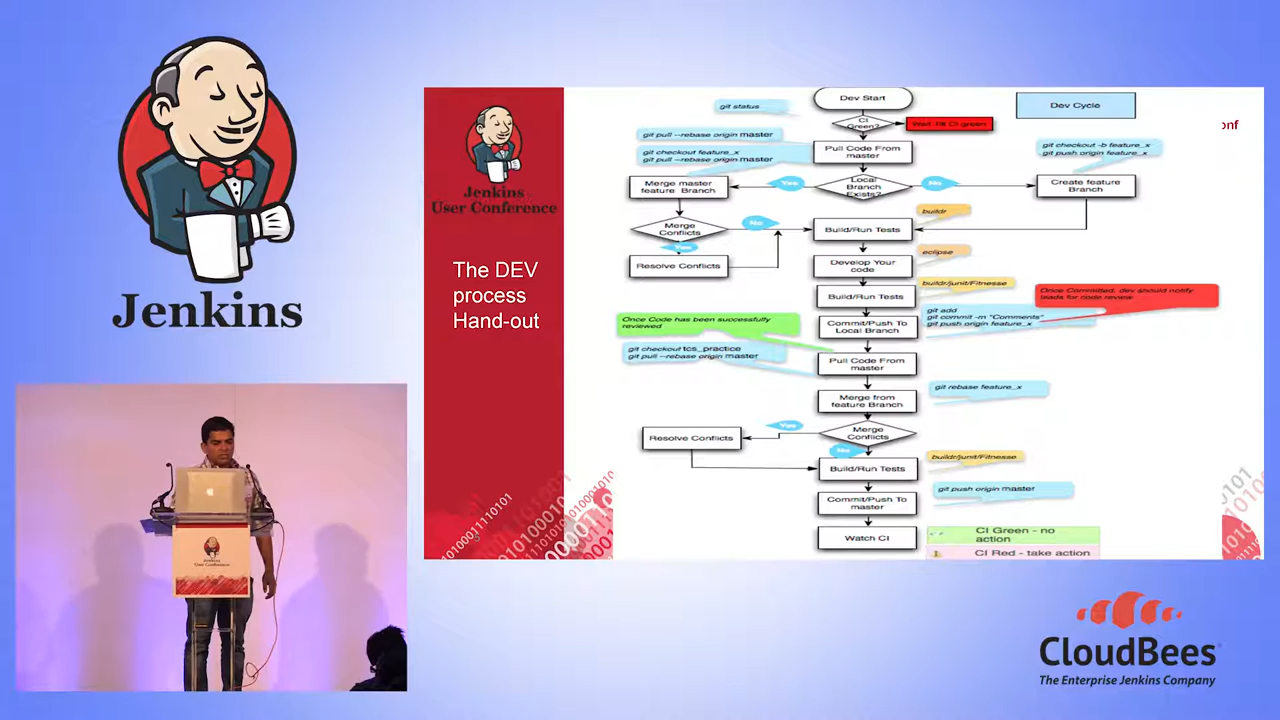 Jenkins
Jenkins
User Conference
The DEV
process
Hand-out
Dev Start
Dev Cycle
git status
CI
Green?
Wait till CI green
onf
git pull --rebase origin master
git checkout feature_x
git pull --rebase origin master
Pull Code From
master
git checkout -b feature_x
git push origin feature_x
Merge master
feature Branch
Yes
Local
Branch
Exists?
No
Create feature
Branch
buildr
Merge
Conflicts
No
Build/Run Tests
Yes
eclipse
Resolve Conflicts
Develop Your
code
buildr/junit/Fitnesse
Build/Run Tests
Once Committed, dev should notify
leads for code review
Once Code has been successfully
reviewed
Commit/Push To
Local Branch
git add
git commit -m "Comments"
git push origin feature_x
git checkout tcs_practice
git pull --rebase origin master
Pull Code From
master
git rebase feature_x
Merge from
feature Branch
Yes
Resolve Conflicts
Merge
Conflicts
No
buildr/junit/Fitnesse
Build/Run Tests
git push origin master
Commit/Push To
master
Watch CI
CI Green - no
action
CI Red - take action
Jenkins
User Conference
CloudBees
The Enterprise Jenkins Company